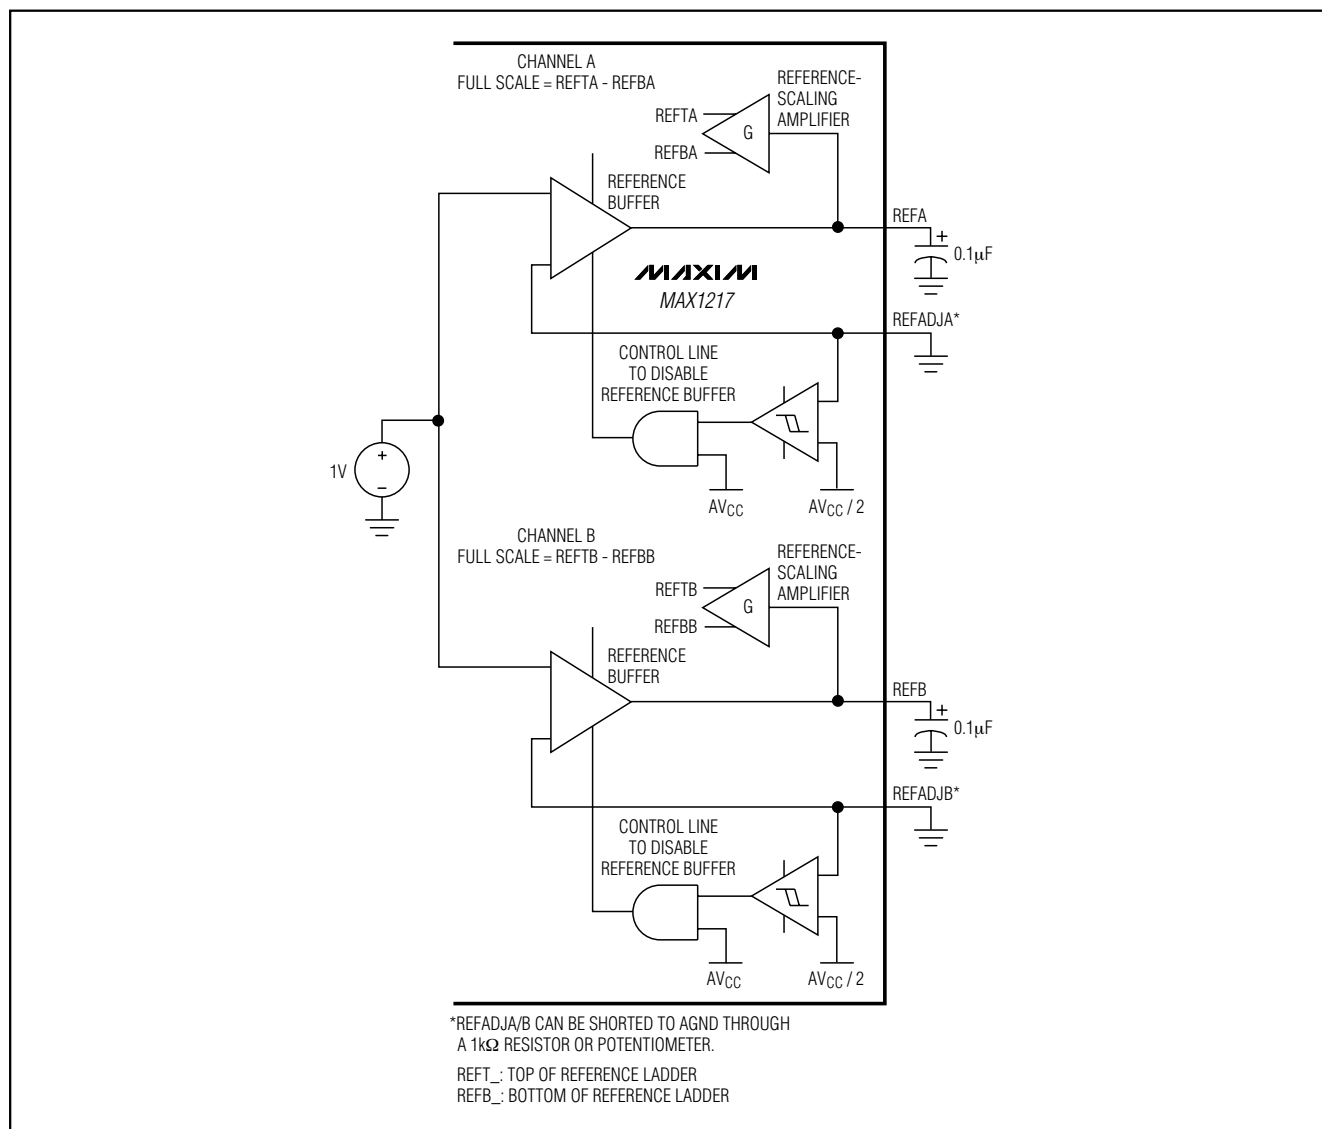 CHANNEL A
FULL SCALE = REFTA - REFBA
REFERENCE-
SCALING
AMPLIFIER
REFTA
G
REFBA
REFERENCE
BUFFER
REFA
+
0.1µF
MAXIM
MAX1217
REFADJA*
CONTROL LINE
TO DISABLE
REFERENCE BUFFER
1V
+
−
AVCC
AVCC / 2
CHANNEL B
FULL SCALE = REFTB - REFBB
REFERENCE-
SCALING
AMPLIFIER
REFTB
G
REFBB
REFERENCE
BUFFER
REFB
+
0.1µF
REFADJB*
CONTROL LINE
TO DISABLE
REFERENCE BUFFER
AVCC
AVCC / 2
*REFADJA/B CAN BE SHORTED TO AGND THROUGH
A 1kΩ RESISTOR OR POTENTIOMETER.
REFT_: TOP OF REFERENCE LADDER
REFB_: BOTTOM OF REFERENCE LADDER